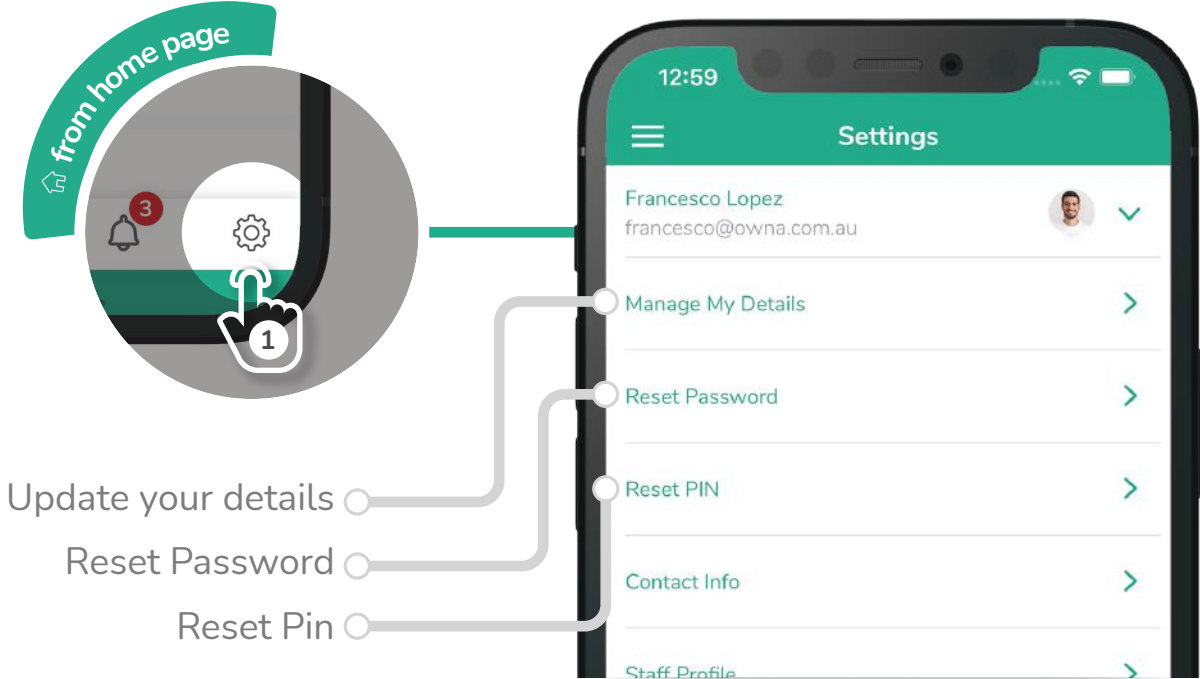 from home page
3
1
Update your details
Reset Password
Reset Pin
12:59
Settings
Francesco Lopez
francesco@owna.com.au
Manage My Details
Reset Password
Reset PIN
Contact Info
Staff Profile